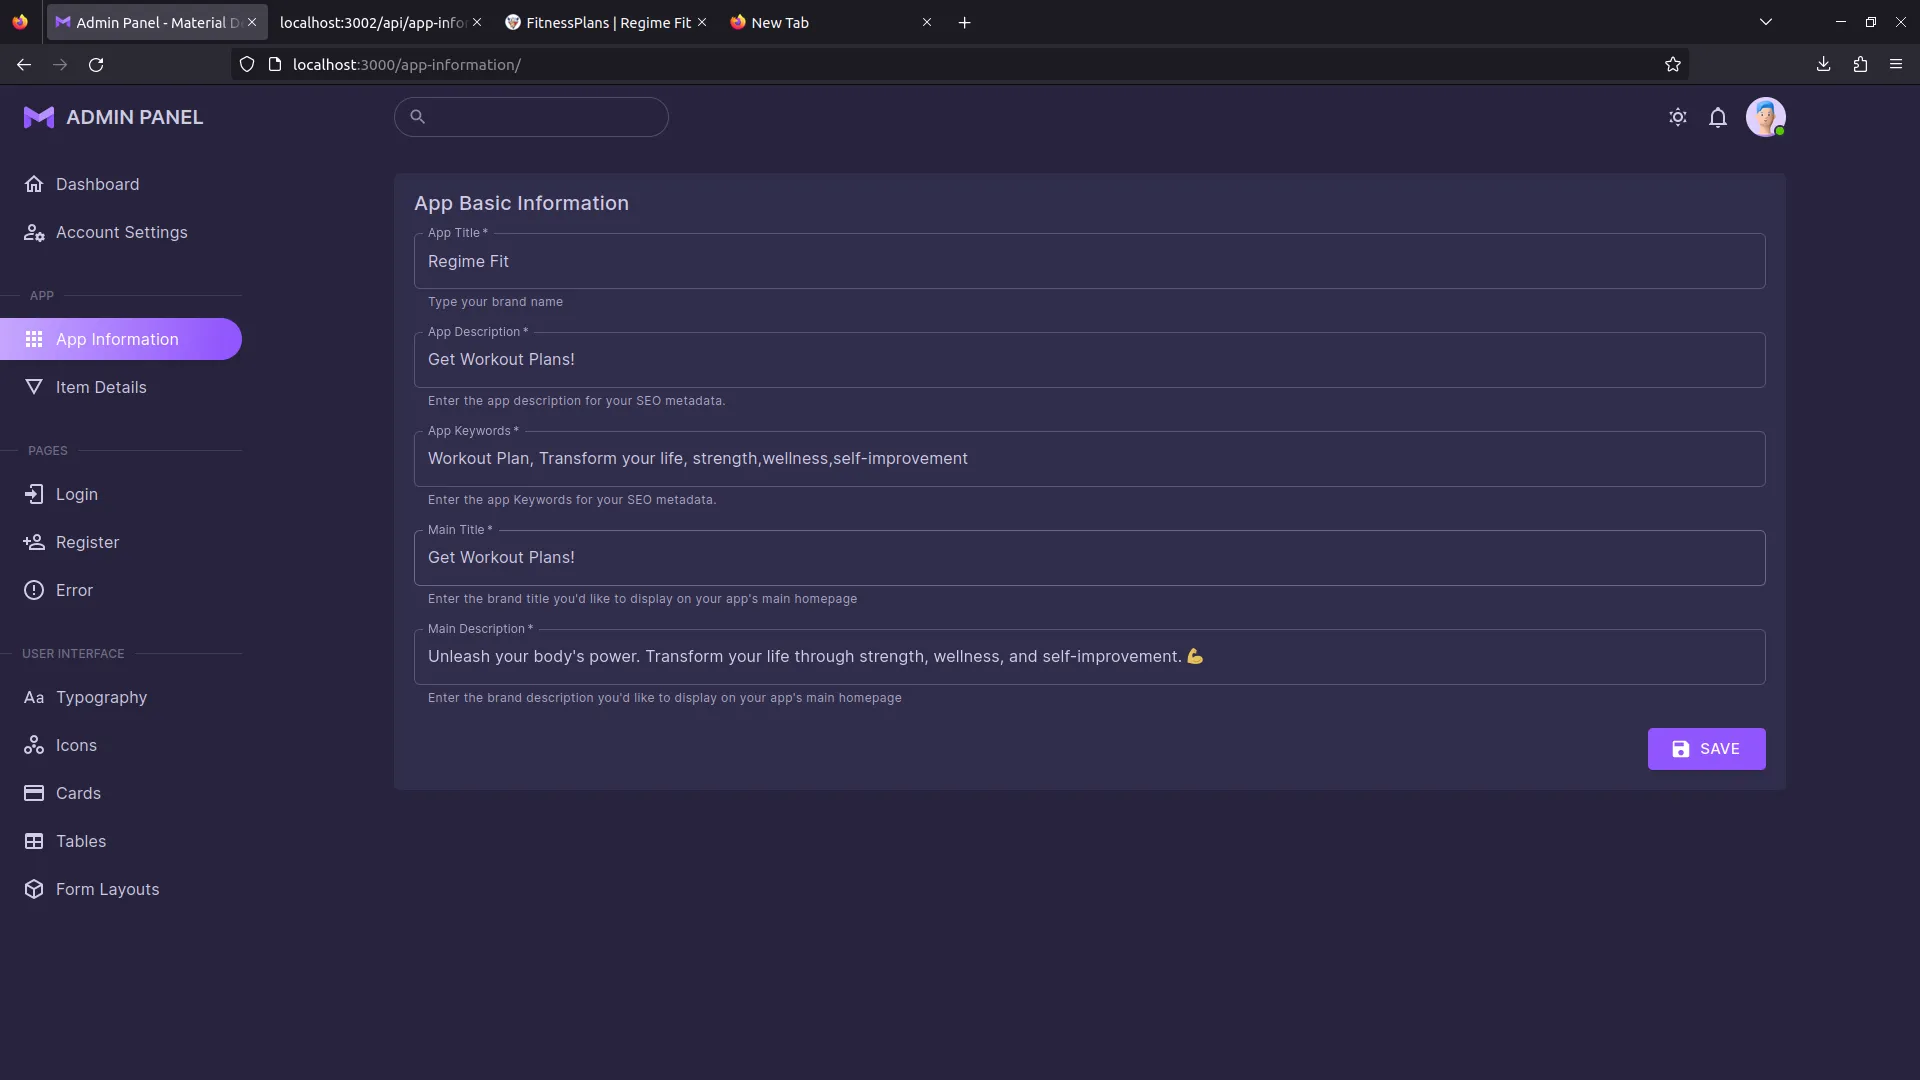 Admin Panel - Material D
localhost:3002/api/app-infor
FitnessPlans | Regime Fit
New Tab
localhost:3000/app-information/
ADMIN PANEL
Dashboard
Account Settings
APP
App Information
Item Details
PAGES
Login
Register
Error
USER INTERFACE
Aa Typography
Icons
Cards
Tables
Form Layouts
App Basic Information
App Title *
Regime Fit
Type your brand name
App Description *
Get Workout Plans!
Enter the app description for your SEO metadata.
App Keywords *
Workout Plan, Transform your life, strength,wellness,self-improvement
Enter the app Keywords for your SEO metadata.
Main Title *
Get Workout Plans!
Enter the brand title you'd like to display on your app's main homepage
Main Description *
Unleash your body's power. Transform your life through strength, wellness, and self-improvement. 💪
Enter the brand description you'd like to display on your app's main homepage
SAVE